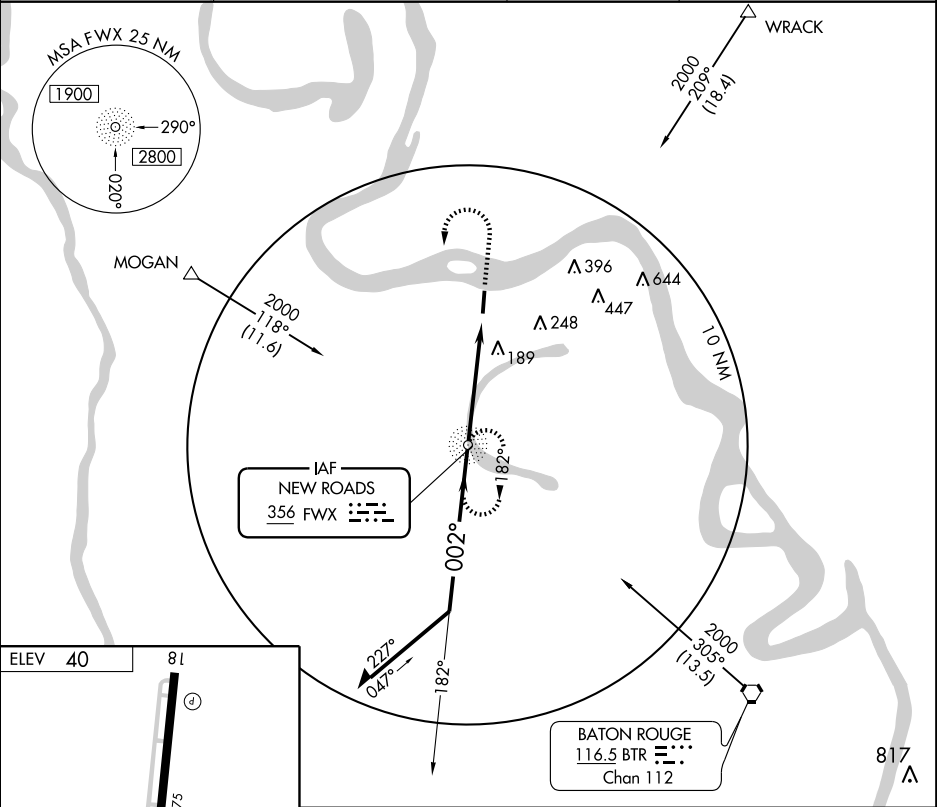 MSA FWX 25 NM
1900
290°
2800
020°
WRACK
2000
209°
(18.4)
MOGAN
2000
118°
(11.6)
396
644
447
248
189
10 NM
182°
IAF
NEW ROADS
356 FWX
002°
227°
047°
182°
2000
305°
(13.5)
BATON ROUGE
116.5 BTR
Chan 112
817
ELEV 40
18
P